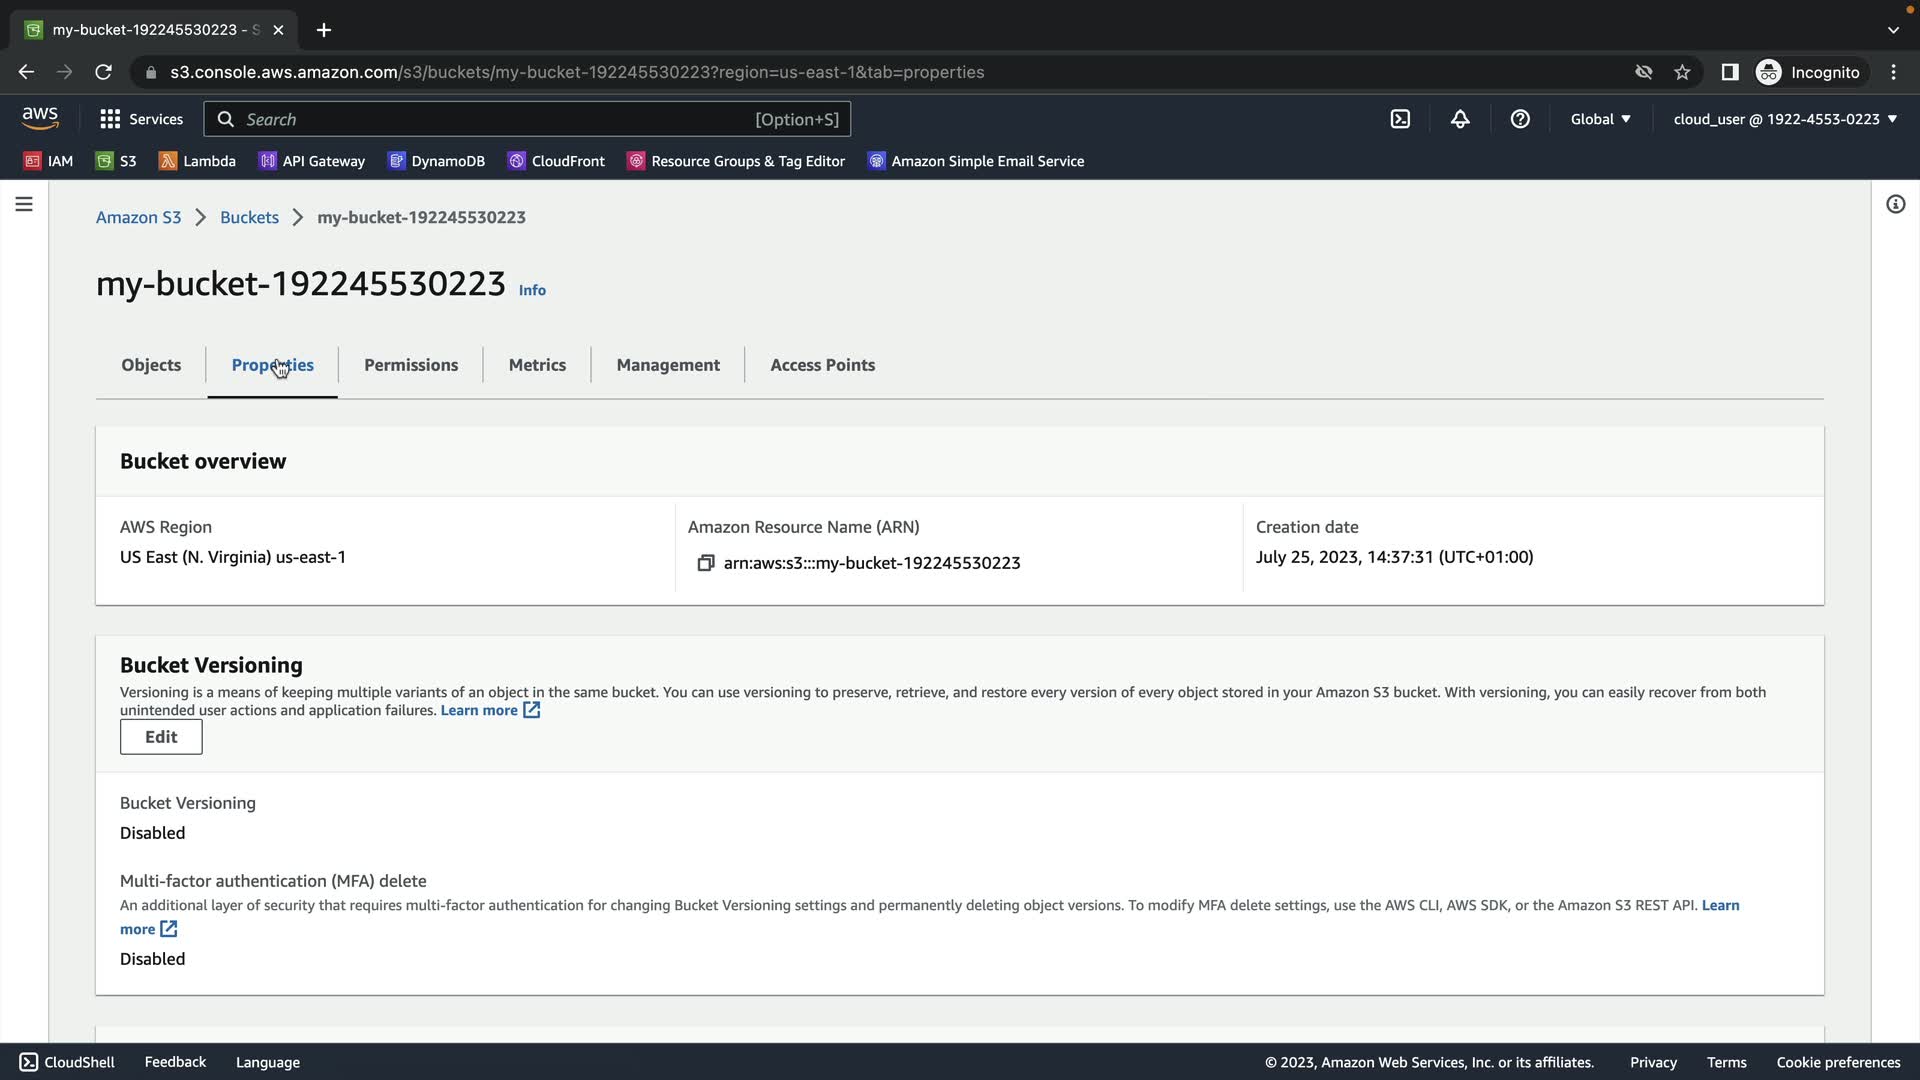 my-bucket-192245530223 - S
s3.console.aws.amazon.com/s3/buckets/my-bucket-192245530223?region=us-east-1&tab=properties
Incognito
aws
Services
Search
[Option+S]
Global
cloud_user @ 1922-4553-0223
IAM
S3
Lambda
API Gateway
DynamoDB
CloudFront
Resource Groups & Tag Editor
Amazon Simple Email Service
Amazon S3
Buckets
my-bucket-192245530223
my-bucket-192245530223 Info
Objects
Properties
Permissions
Metrics
Management
Access Points
Bucket overview
AWS Region
US East (N. Virginia) us-east-1
Amazon Resource Name (ARN)
arn:aws:s3:::my-bucket-192245530223
Creation date
July 25, 2023, 14:37:31 (UTC+01:00)
Bucket Versioning
Versioning is a means of keeping multiple variants of an object in the same bucket. You can use versioning to preserve, retrieve, and restore every version of every object stored in your Amazon S3 bucket. With versioning, you can easily recover from both
unintended user actions and application failures. Learn more
Edit
Bucket Versioning
Disabled
Multi-factor authentication (MFA) delete
An additional layer of security that requires multi-factor authentication for changing Bucket Versioning settings and permanently deleting object versions. To modify MFA delete settings, use the AWS CLI, AWS SDK, or the Amazon S3 REST API. Learn
more
Disabled
CloudShell
Feedback
Language
© 2023, Amazon Web Services, Inc. or its affiliates.
Privacy
Terms
Cookie preferences